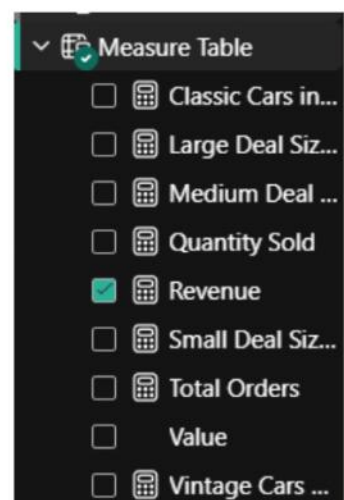 Measure Table
Classic Cars in...
Large Deal Siz...
Medium Deal ...
Quantity Sold
Revenue
Small Deal Siz...
Total Orders
Value
Vintage Cars ...